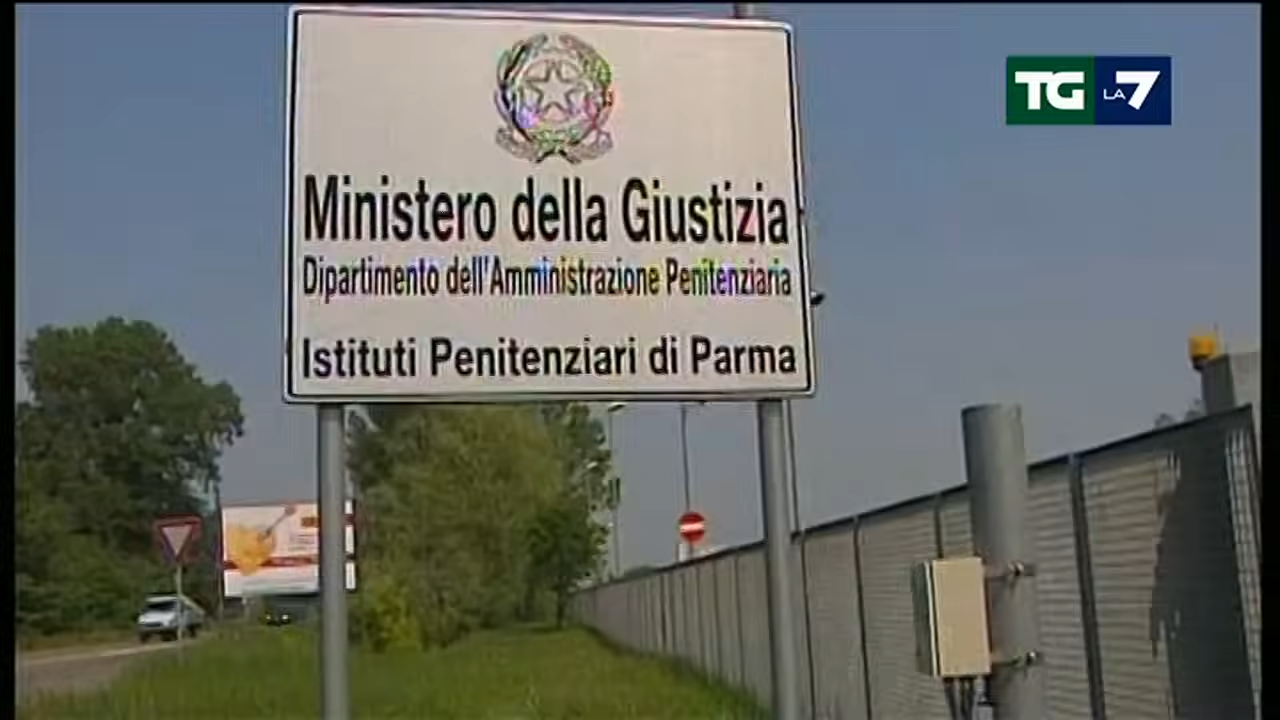 TG LA7
Ministero della Giustizia
Dipartimento dell'Amministrazione Penitenziaria
Istituti Penitenziari di Parma